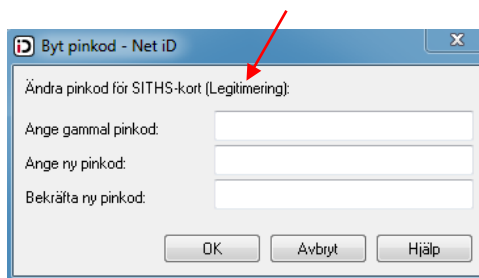 Byt pinkod - Net iD
Ändra pinkod för SITHS-kort (Legitimering):
Ange gammal pinkod:
Ange ny pinkod:
Bekräfta ny pinkod:
OK Avbryt Hjälp